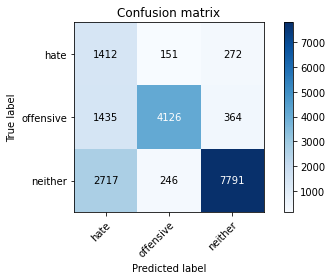 Confusion matrix
True label
hate
1412
151
272
offensive
1435
4126
364
neither
2717
246
7791
hate
offensive
neither
Predicted label
7000
6000
5000
4000
3000
2000
1000